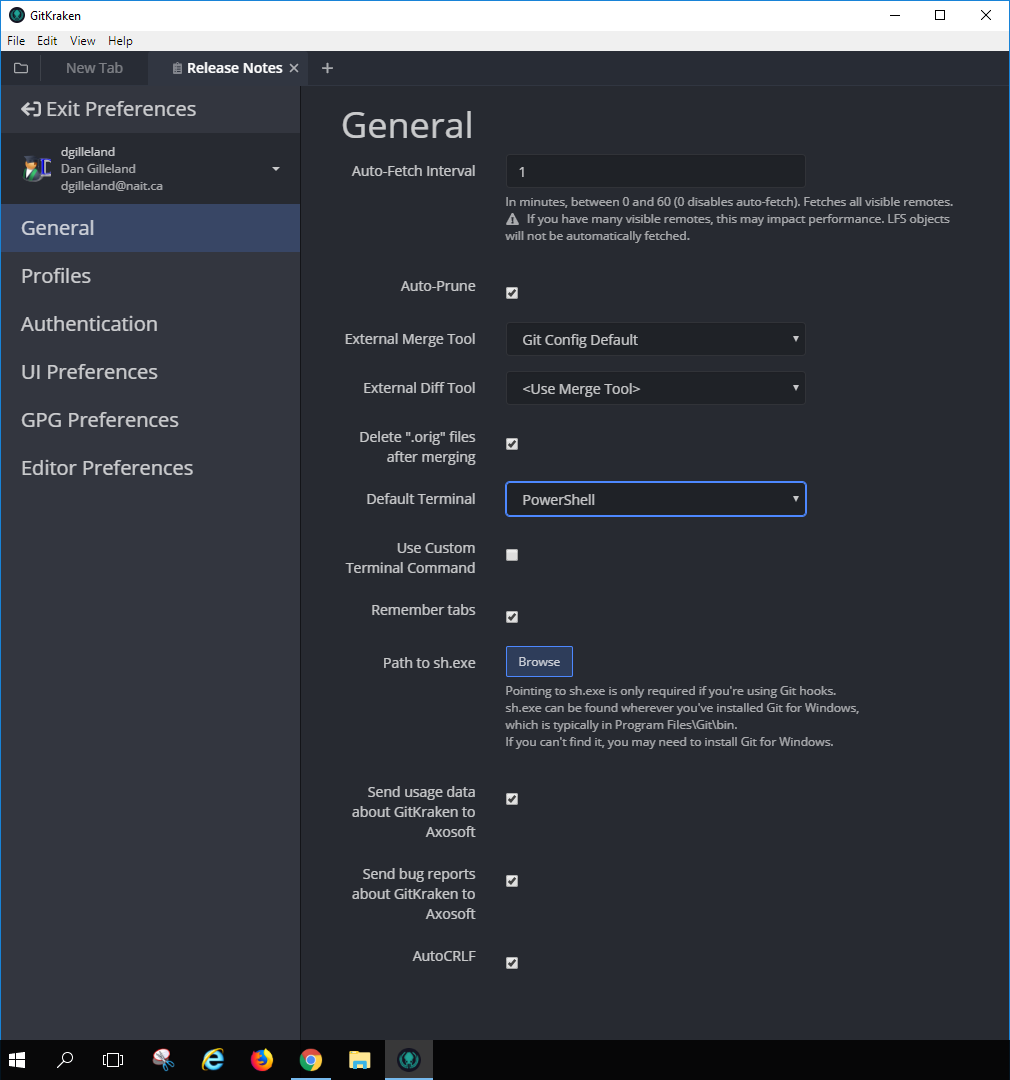 GitKraken
File Edit View Help
New Tab Release Notes
Exit Preferences
dgilleland
Dan Gilleland
dgilleland@nait.ca
General
Profiles
Authentication
UI Preferences
GPG Preferences
Editor Preferences
General
Auto-Fetch Interval 1
In minutes, between 0 and 60 (0 disables auto-fetch). Fetches all visible remotes.
If you have many visible remotes, this may impact performance. LFS objects
will not be automatically fetched.
Auto-Prune
External Merge Tool Git Config Default
External Diff Tool <Use Merge Tool>
Delete ".orig" files
after merging
Default Terminal PowerShell
Use Custom
Terminal Command
Remember tabs
Path to sh.exe Browse
Pointing to sh.exe is only required if you're using Git hooks.
sh.exe can be found wherever you've installed Git for Windows,
which is typically in Program Files\Git\bin.
If you can't find it, you may need to install Git for Windows.
Send usage data
about GitKraken to
Axosoft
Send bug reports
about GitKraken to
Axosoft
AutoCRLF